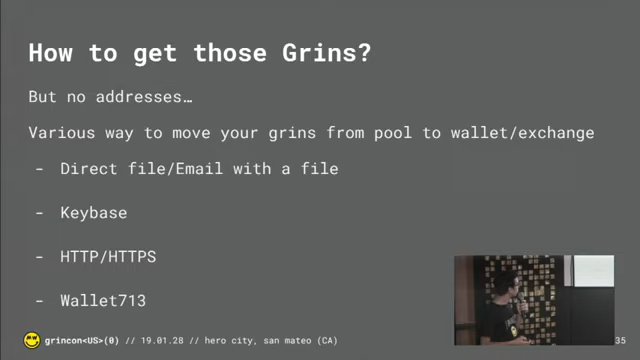 How to get those Grins?
But no addresses…
Various way to move your grins from pool to wallet/exchange
- Direct file/Email with a file
- Keybase
- HTTP/HTTPS
- Wallet713
grincon<US>(0) // 19.01.28 // hero city, san mateo (CA)
35